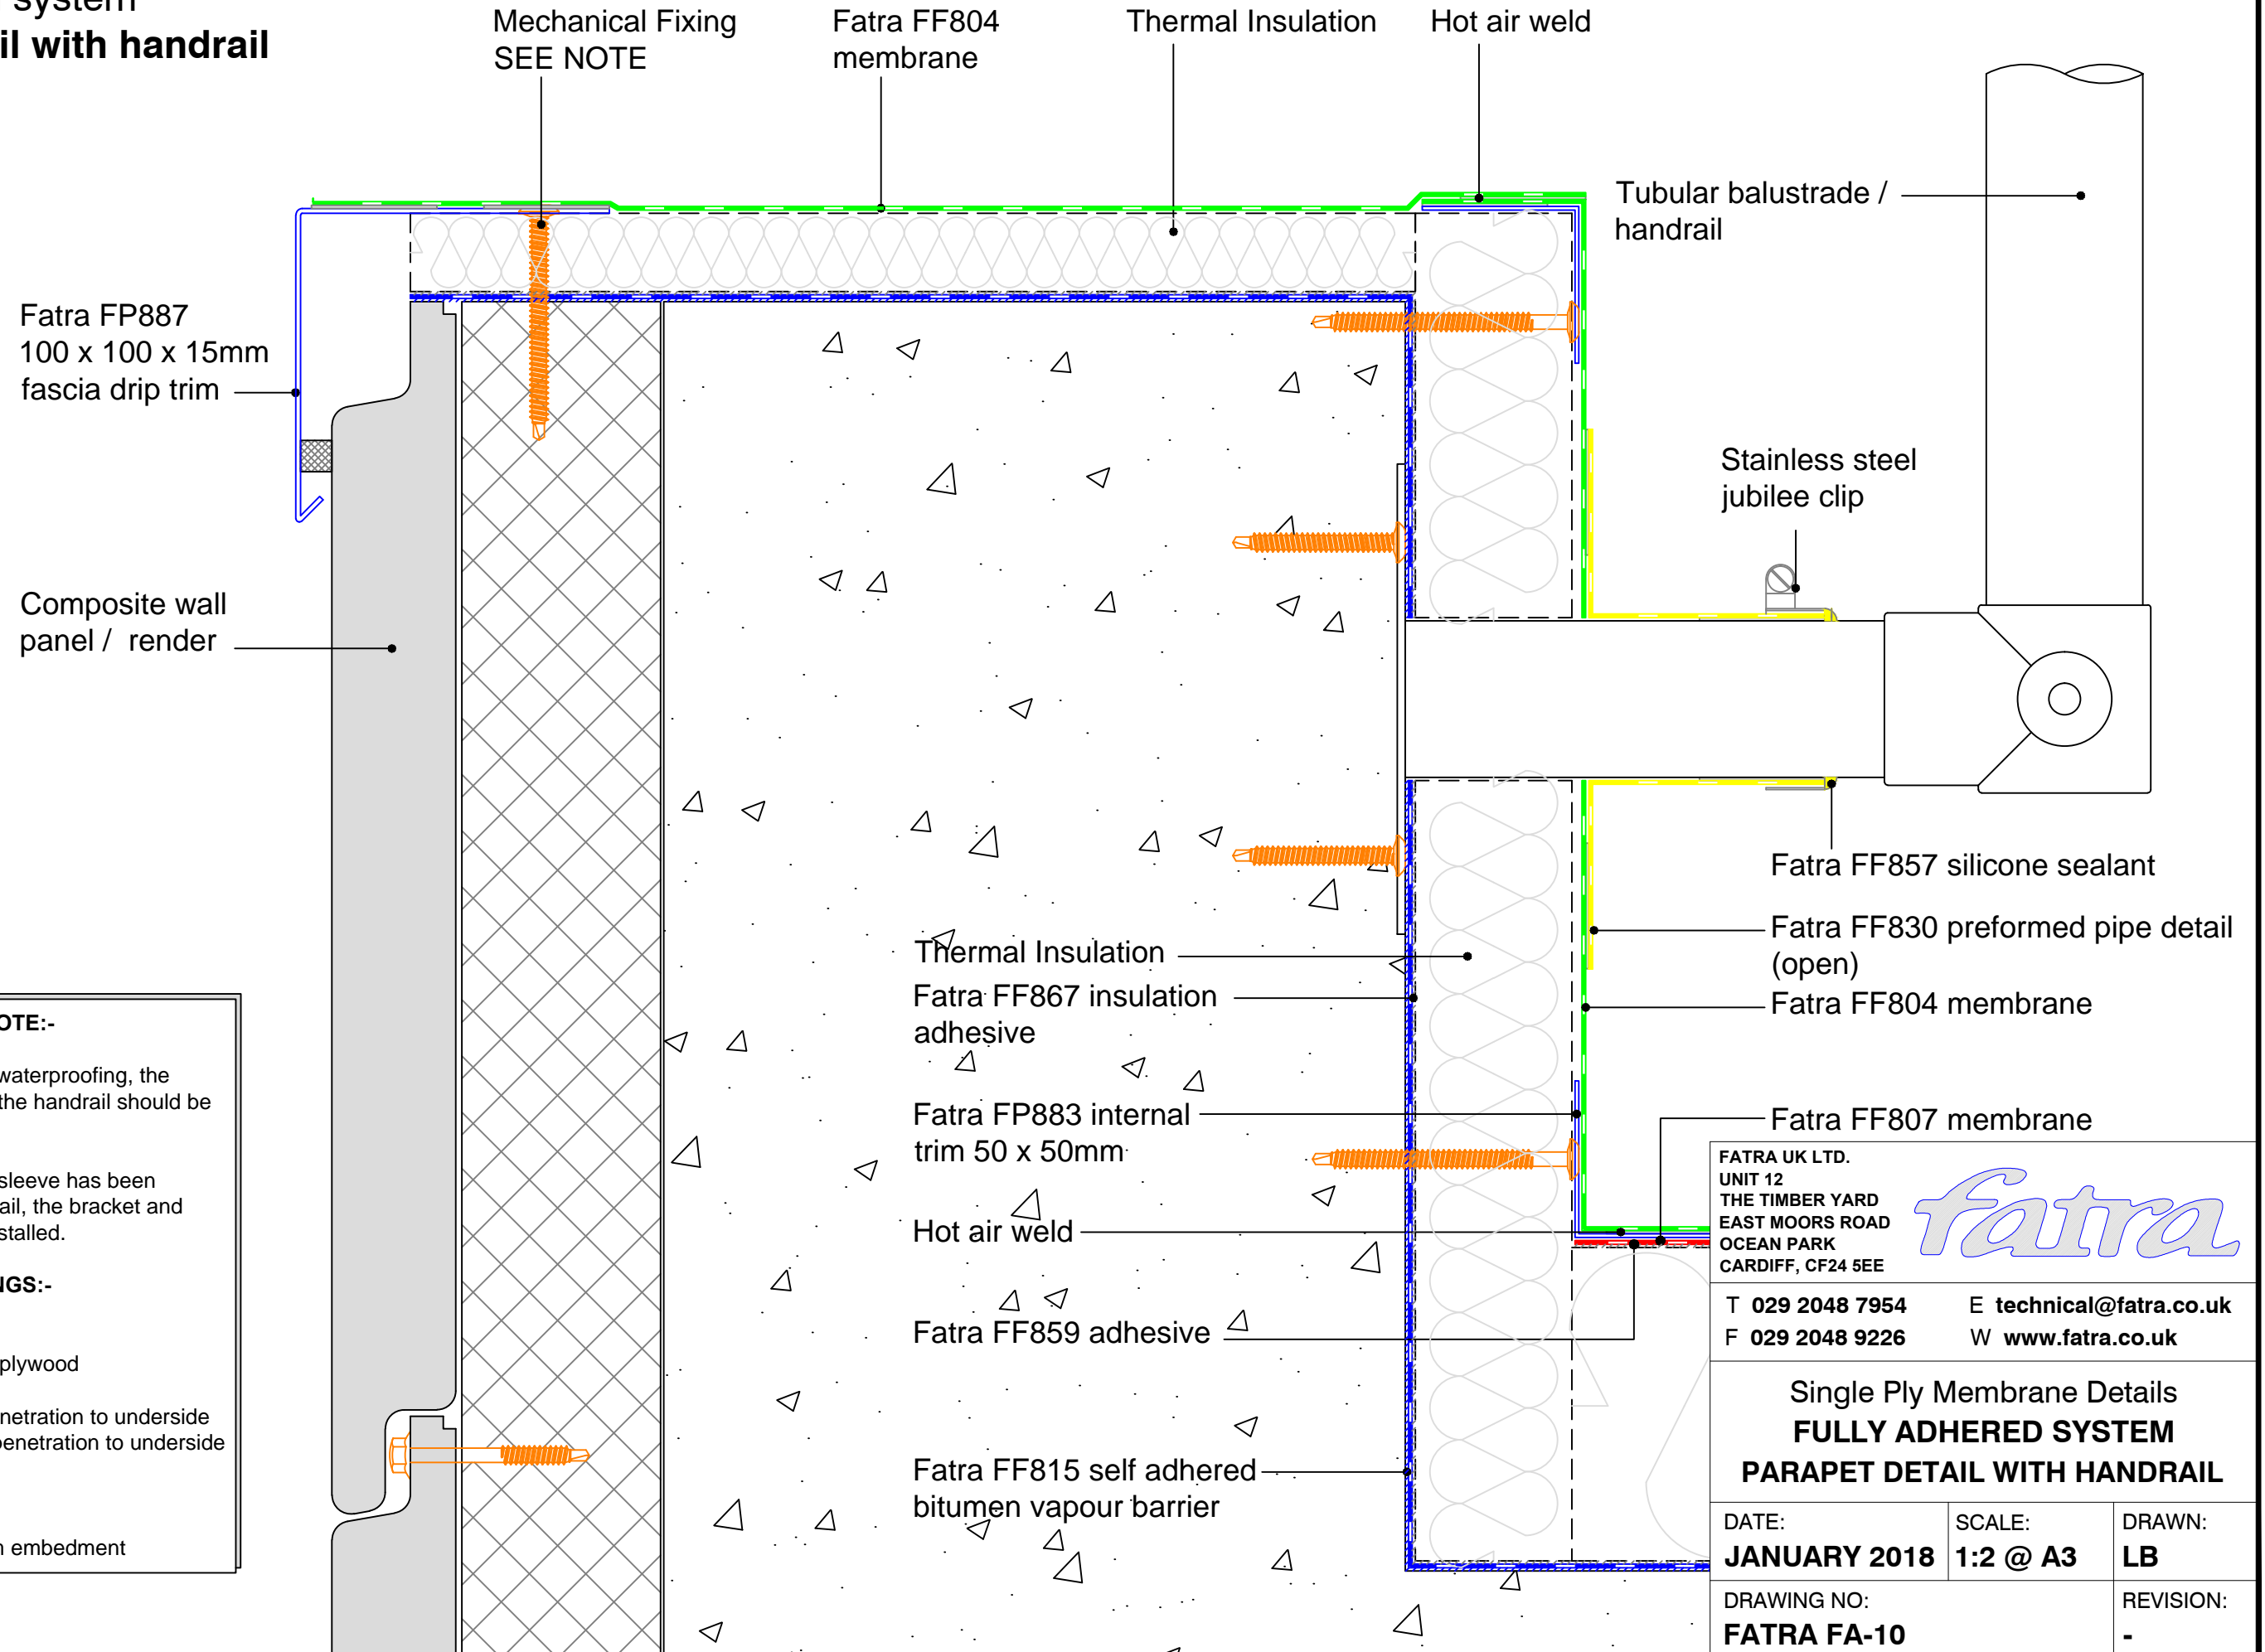 system
il with handrail
Mechanical Fixing
SEE NOTE
Fatra FF804
membrane
Thermal Insulation
Hot air weld
Tubular balustrade /
handrail
Fatra FP887
100 x 100 x 15mm
fascia drip trim
Stainless steel
jubilee clip
Composite wall
panel / render
Fatra FF857 silicone sealant
Fatra FF830 preformed pipe detail
(open)
Fatra FF804 membrane
Thermal Insulation
Fatra FF867 insulation
adhesive
Fatra FP883 internal
trim 50 x 50mm
Fatra FF807 membrane
Hot air weld
Fatra FF859 adhesive
Fatra FF815 self adhered
bitumen vapour barrier
OTE:-
waterproofing, the
the handrail should be
sleeve has been
ail, the bracket and
stalled.
NGS:-
plywood
netration to underside
penetration to underside
n embedment
FATRA UK LTD.
UNIT 12
THE TIMBER YARD
EAST MOORS ROAD
OCEAN PARK
CARDIFF, CF24 5EE
fatra
T 029 2048 7954
E technical@fatra.co.uk
F 029 2048 9226
W www.fatra.co.uk
Single Ply Membrane Details
FULLY ADHERED SYSTEM
PARAPET DETAIL WITH HANDRAIL
DATE:
JANUARY 2018
SCALE:
1:2 @ A3
DRAWN:
LB
DRAWING NO:
FATRA FA-10
REVISION:
-